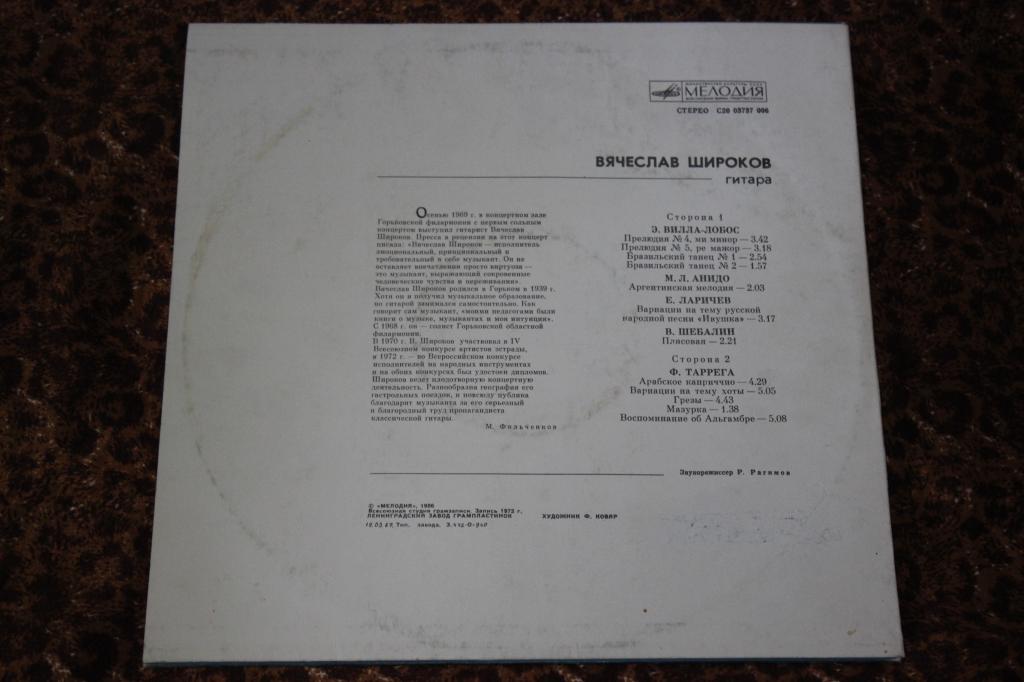 МЕЛОДИЯ
СТЕРЕО С20 03737 006
ВЯЧЕСЛАВ ШИРОКОВ
гитара
Осенью 1969 г. в концертном зале
Горьковской филармонии с первым сольным
концертом выступил гитарист Вячеслав
Широков. Пресса в рецензии на этот концерт
писала: «Вячеслав Широков — исполнитель
эмоциональный, принципиальный и
требовательный к себе музыкант. Он не
оставляет впечатления просто виртуоза —
это музыкант, выражающий сокровенные
человеческие чувства и переживания».
Вячеслав Широков родился в Горьком в 1939 г.
Хотя он и получил музыкальное образование,
но гитарой занимался самостоятельно. Как
говорит сам музыкант, «моими педагогами были
книги о музыке, музыкантах и моя интуиция».
С 1968 г. он — солист Горьковской областной
филармонии.
В 1970 г. В. Широков участвовал в IV
Всесоюзном конкурсе артистов эстрады,
в 1972 г. — во Всероссийском конкурсе
исполнителей на народных инструментах
и на обоих конкурсах был удостоен дипломов.
Широков ведет плодотворную концертную
деятельность. Разнообразна география его
гастрольных поездок, и повсюду публика
благодарит музыканта за его серьезный
и благородный труд пропагандиста
классической гитары.
М. Фильченков
Сторона 1
Э. ВИЛЛА-ЛОБОС
Прелюдия № 4, ми минор — 3.42
Прелюдия № 5, ре мажор — 3.18
Бразильский танец № 1 — 2.54
Бразильский танец № 2 — 1.57
М. Л. АНИДО
Аргентинская мелодия — 2.03
Е. ЛАРИЧЕВ
Вариации на тему русской
народной песни «Ивушка» — 3.17
В. ШЕБАЛИН
Плясовая — 2.21
Сторона 2
Ф. ТАРРЕГА
Арабское каприччио — 4.29
Вариации на тему хоты — 5.05
Грезы — 4.43
Мазурка — 1.38
Воспоминание об Альгамбре — 5.08
Звукорежиссер Р. Рагимов
© «МЕЛОДИЯ», 1986
Всесоюзная студия грамзаписи. Запись 1973 г.
ЛЕНИНГРАДСКИЙ ЗАВОД ГРАМПЛАСТИНОК ХУДОЖНИК Ф. КОВЯР
Тип. завода.